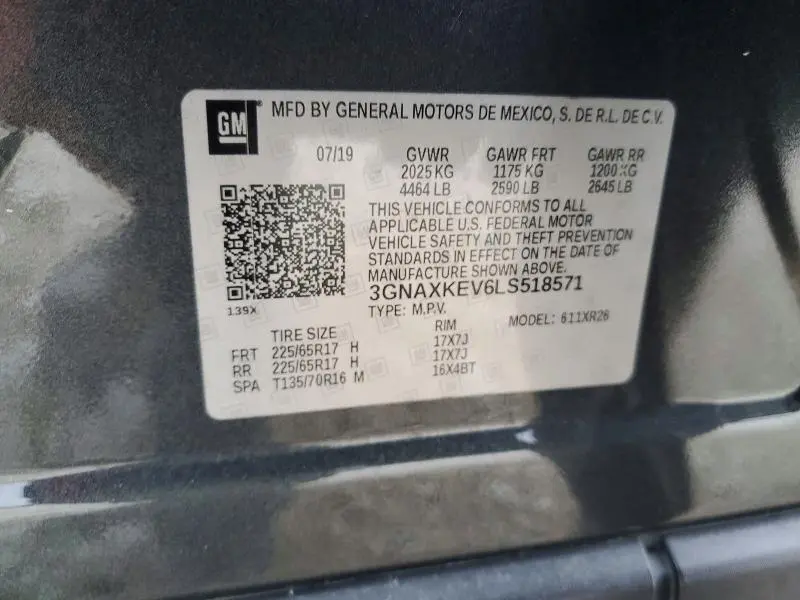 GM MFD BY GENERAL MOTORS DE MEXICO, S. DE R.L. DE C.V.
07/19 GVWR GAWR FRT GAWR RR
2025 KG 1175 KG 1200 KG
4464 LB 2590 LB 2645 LB
THIS VEHICLE CONFORMS TO ALL
APPLICABLE U.S. FEDERAL MOTOR
VEHICLE SAFETY AND THEFT PREVENTION
STANDARDS IN EFFECT ON THE DATE OF
MANUFACTURE SHOWN ABOVE.
3GNAXKEV6LS518571
139X
TYPE: M.P.V. MODEL: 611XR26
TIRE SIZE RIM
FRT 225/65R17 H 17X7J
RR 225/65R17 H 17X7J
SPA T135/70R16 M 16X4BT